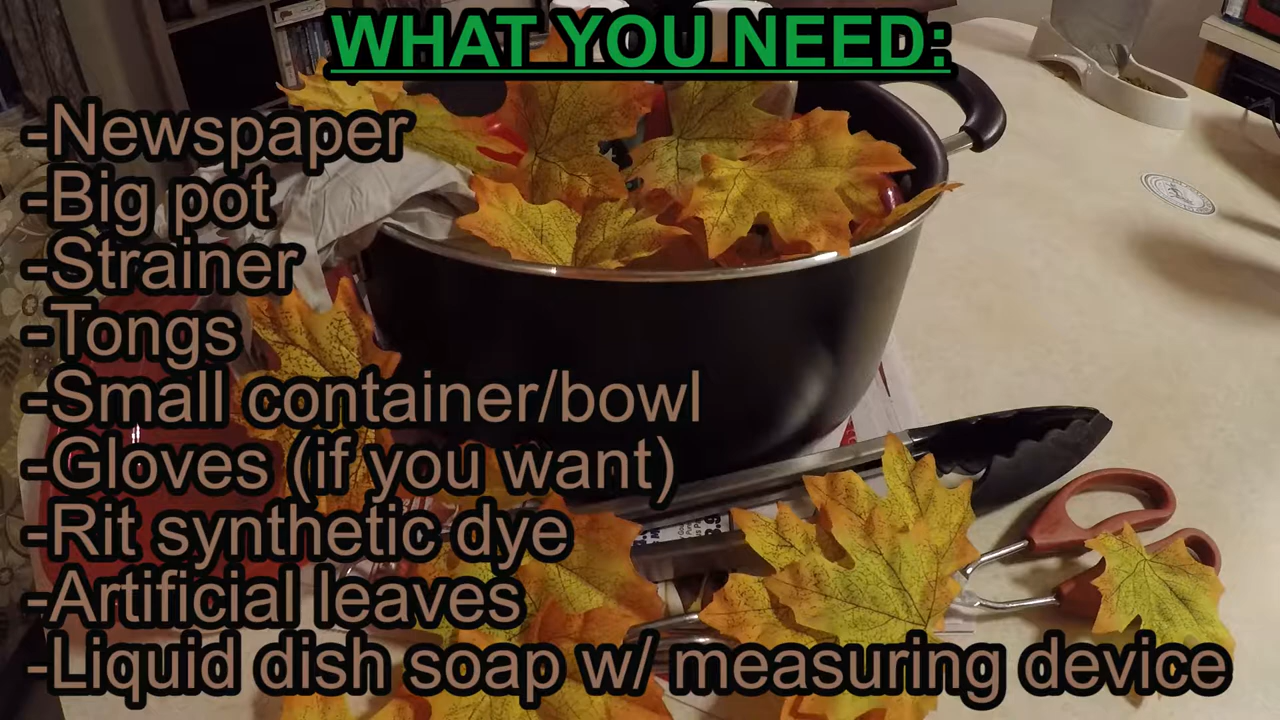 WHAT YOU NEED:
-Newspaper
-Big pot
-Strainer
-Tongs
-Small container/bowl
-Gloves (if you want)
-Rit synthetic dye
-Artificial leaves
-Liquid dish soap w/ measuring device